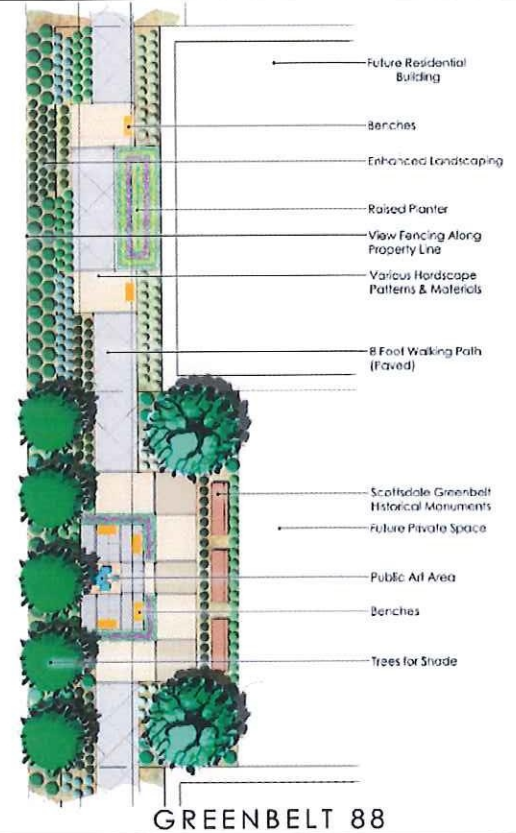 Future Residential
Building
Benches
Enhanced Landscaping
Raised Planter
View Fencing Along
Property Line
Various Hardscape
Patterns & Materials
8 Foot Walking Path
(Paved)
Scottsdale Greenbelt
Historical Monuments
Future Private Space
Public Art Area
Benches
Trees for Shade
GREENBELT 88